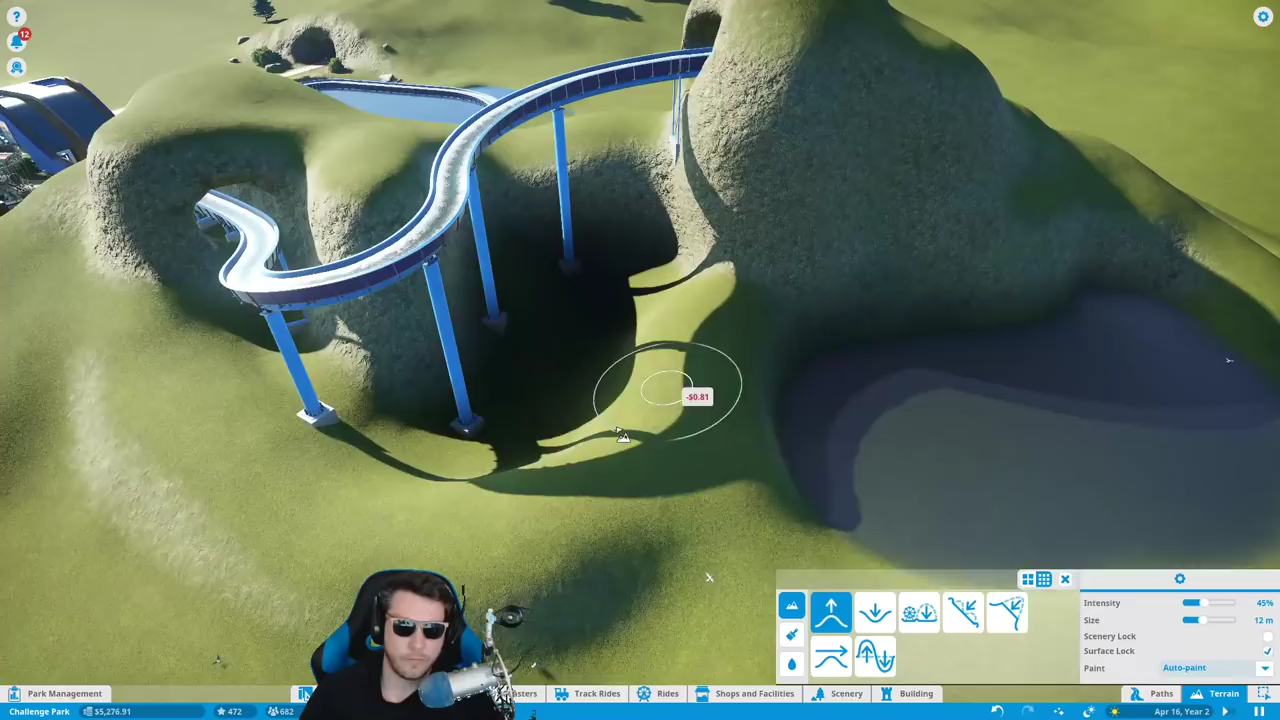 ?
12
-$0.81
Intensity 45%
Size 12 m
Scenery Lock
Surface Lock
Paint Auto-paint
Park Management
Track Rides
Rides
Shops and Facilities
Scenery
Building
Paths
Terrain
Challenge Park
$5,276.91
472
682
Apr 16, Year 2